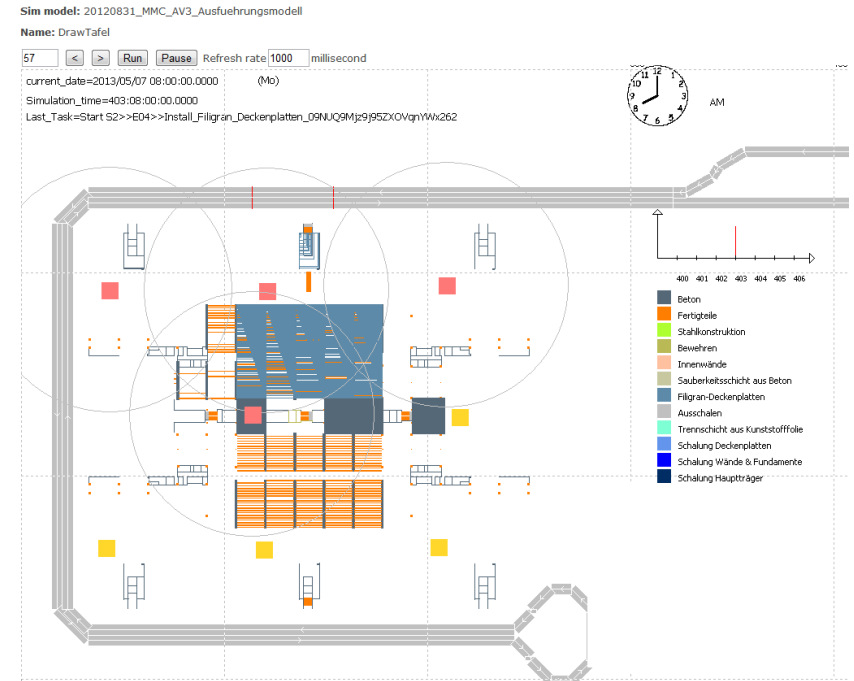 Sim model: 20120831_MMC_AV3_Ausfuehrungsmodell
Name: DrawTafel
57 < > Run Pause Refresh rate 1000 millisecond
current_date=2013/05/07 08:00:00.0000 (Mo)
Simulation_time=403:08:00:00.0000
Last_Task=Start S2>>E04>>Install_Filigran_Deckenplatten_09NUQ9Mjz9j95ZXOVqnYWx262
AM
400 401 402 403 404 405 406
Beton
Fertigteile
Stahlkonstruktion
Bewehren
Innenwände
Sauberkeitsschicht aus Beton
Filigran-Deckenplatten
Ausschalen
Trennschicht aus Kunststofffolie
Schalung Deckenplatten
Schalung Wände & Fundamente
Schalung Hauptträger